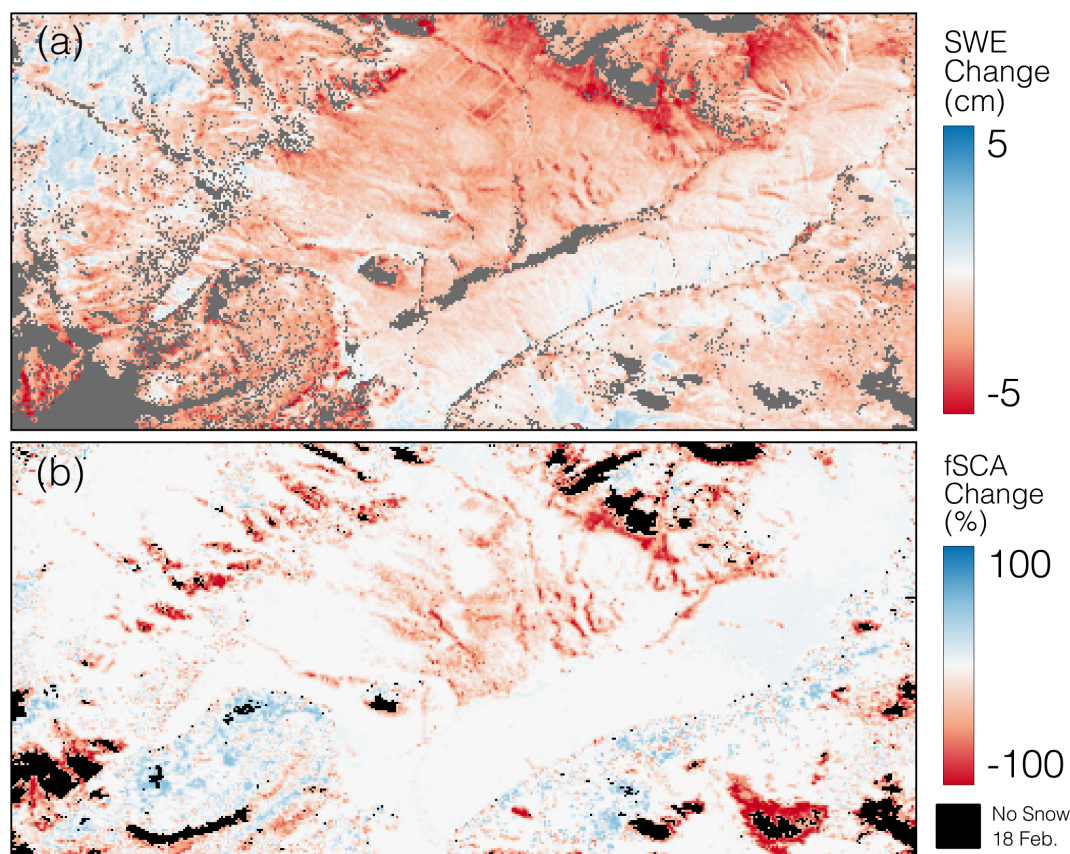 (a)
SWE
Change
(cm)
5
-5
(b)
fSCA
Change
(%)
100
-100
No Snow
18 Feb.